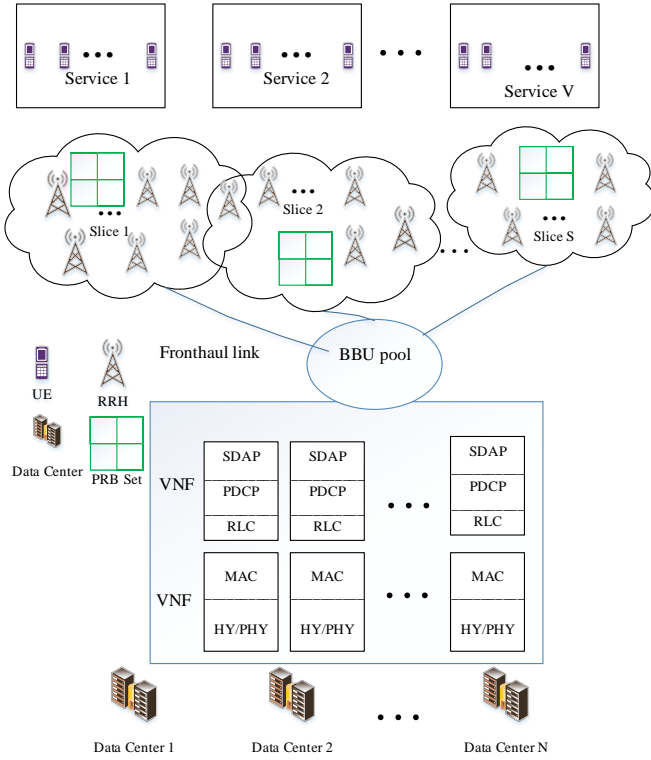 Service 1
Service 2
Service V
Slice 1
Slice 2
Slice S
Fronthaul link
BBU pool
UE
RRH
Data Center
PRB Set
VNF
SDAP
PDCP
RLC
SDAP
PDCP
RLC
SDAP
PDCP
RLC
VNF
MAC
HY/PHY
MAC
HY/PHY
MAC
HY/PHY
Data Center 1
Data Center 2
Data Center N